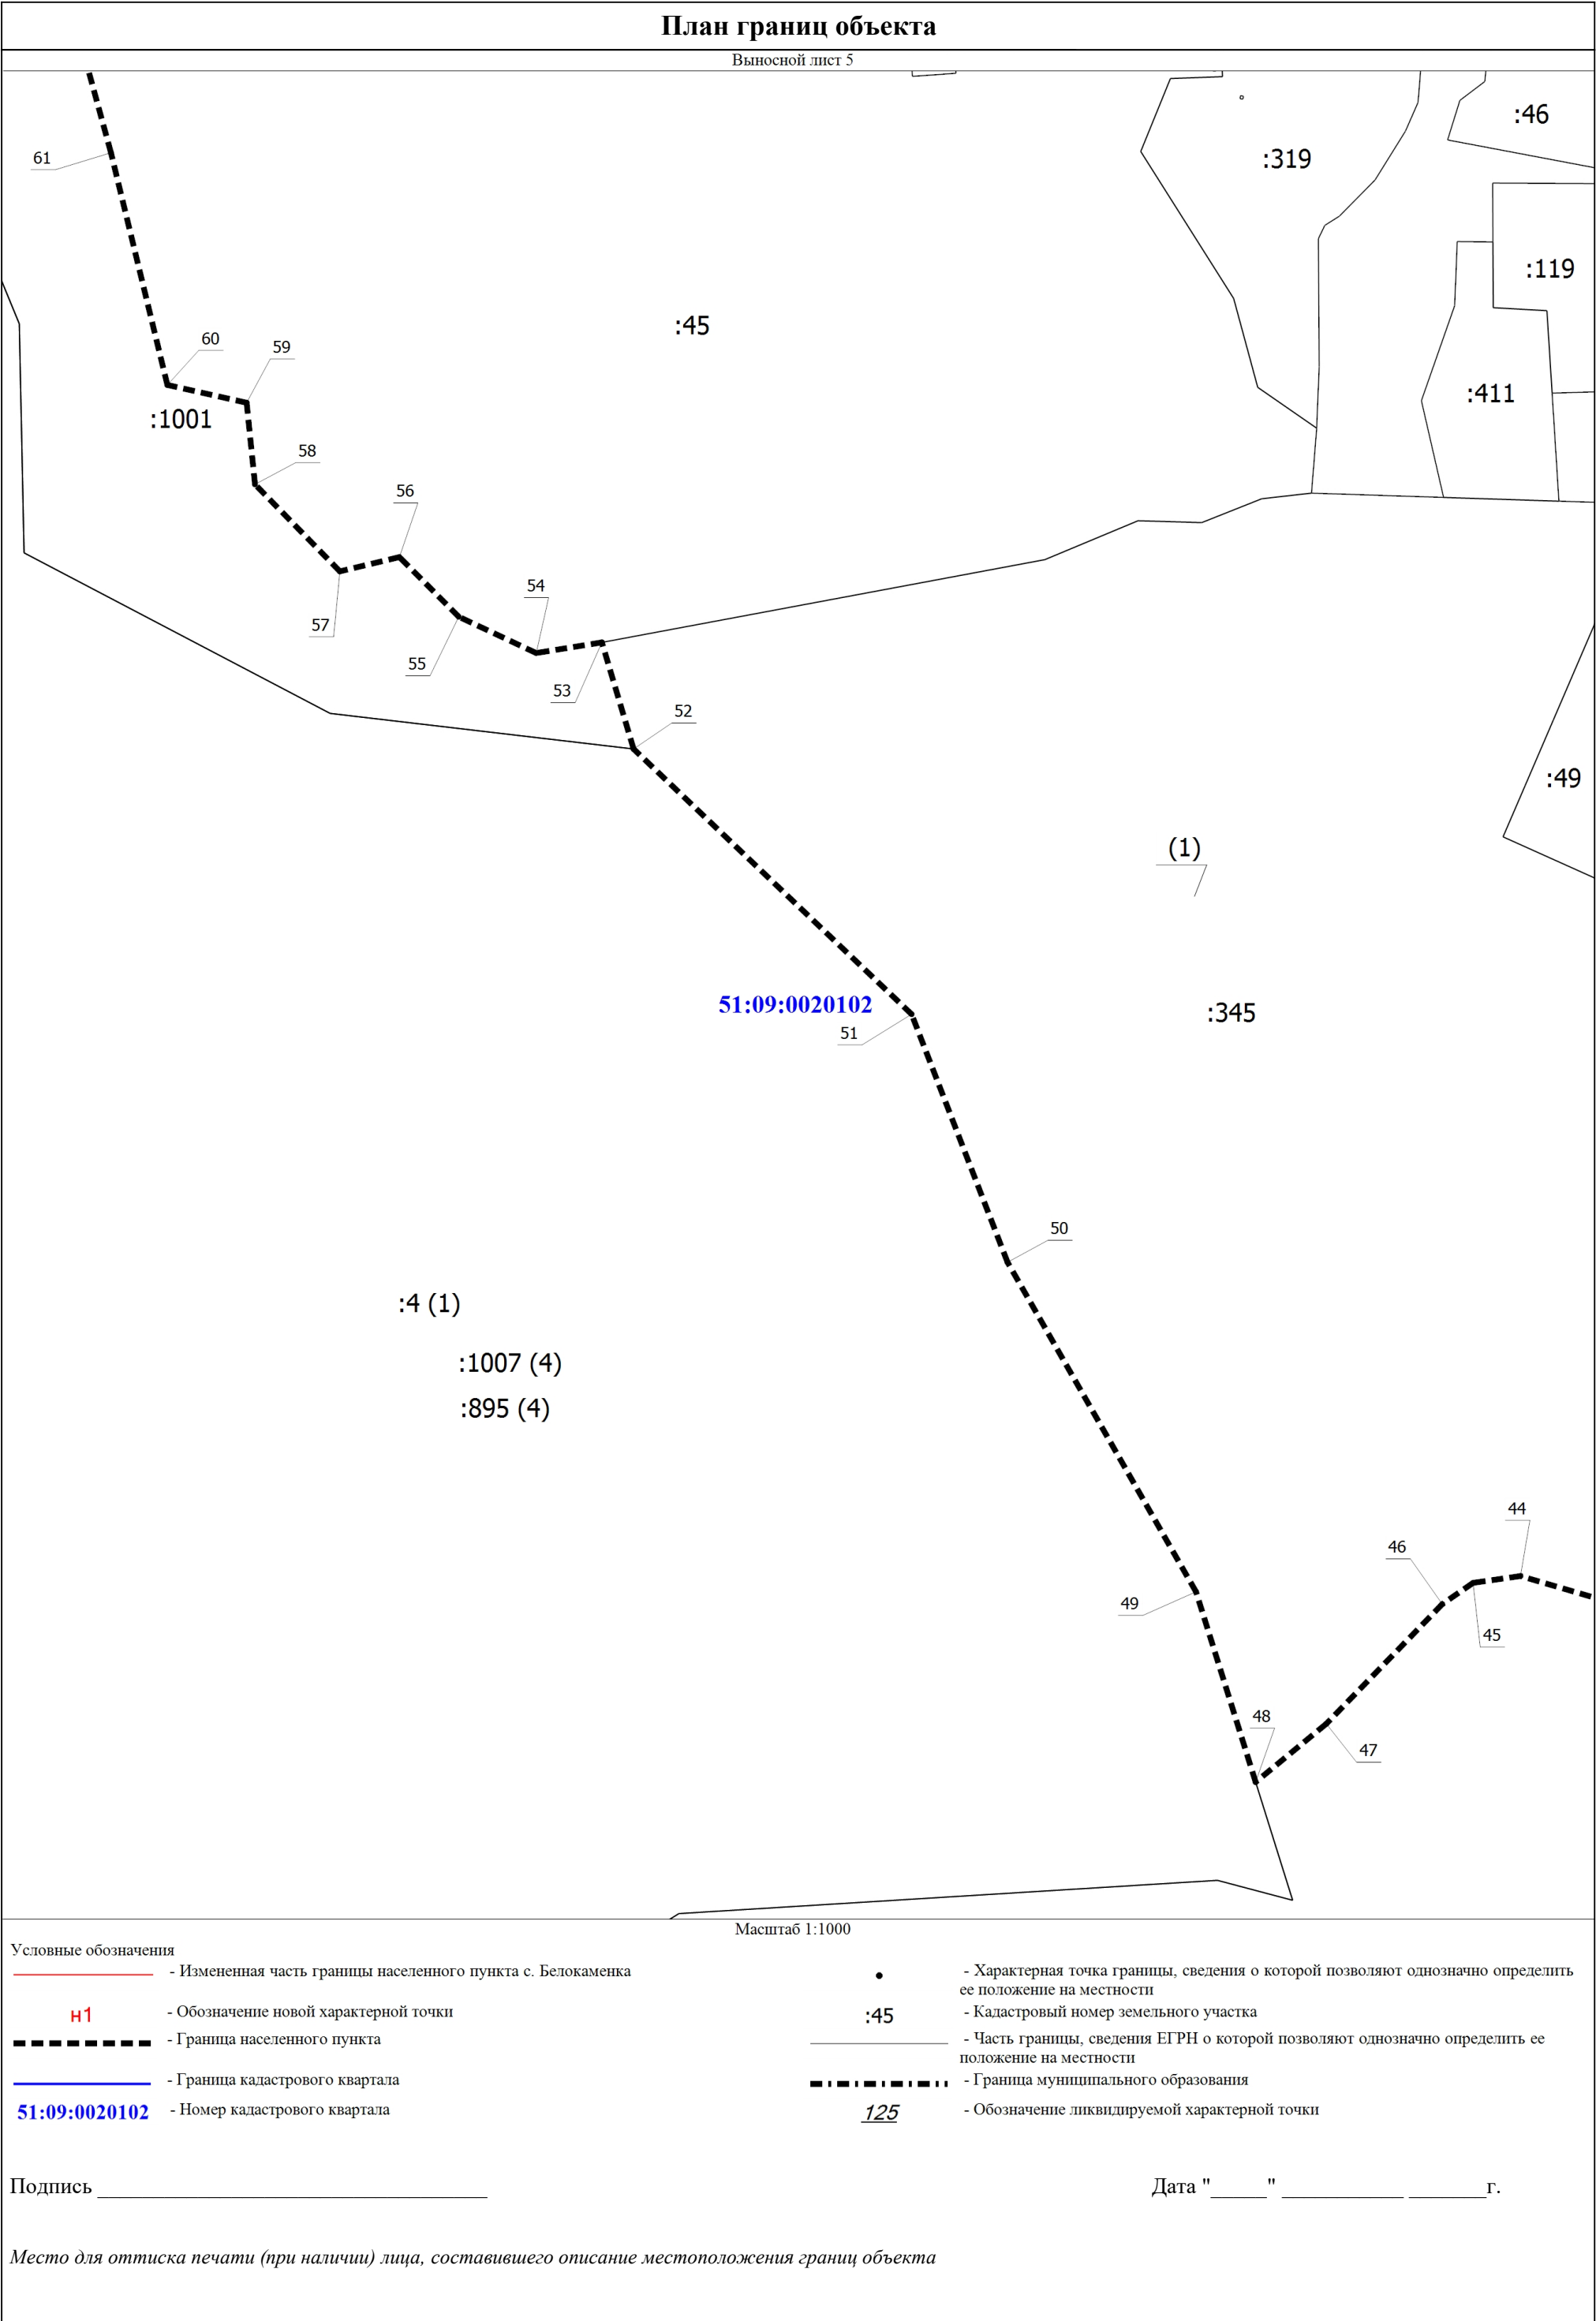 План границ объекта
Выносной лист 5
:46
61
:319
:119
:45
60
59
:411
:1001
58
56
54
57
55
53
52
:49
(1)
51:09:0020102
:345
51
50
:4 (1)
:1007 (4)
:895 (4)
44
46
49
45
48
47
Масштаб 1:1000
Условные обозначения
- Измененная часть границы населенного пункта с. Белокаменка
н1 - Обозначение новой характерной точки
- Граница населенного пункта
- Граница кадастрового квартала
51:09:0020102 - Номер кадастрового квартала
- Характерная точка границы, сведения о которой позволяют однозначно определить
ее положение на местности
:45 - Кадастровый номер земельного участка
- Часть границы, сведения ЕГРН о которой позволяют однозначно определить ее
положение на местности
- Граница муниципального образования
125 - Обозначение ликвидируемой характерной точки
Подпись ___________________________________ Дата "_____" ___________ _______г.
Место для оттиска печати (при наличии) лица, составившего описание местоположения границ объекта